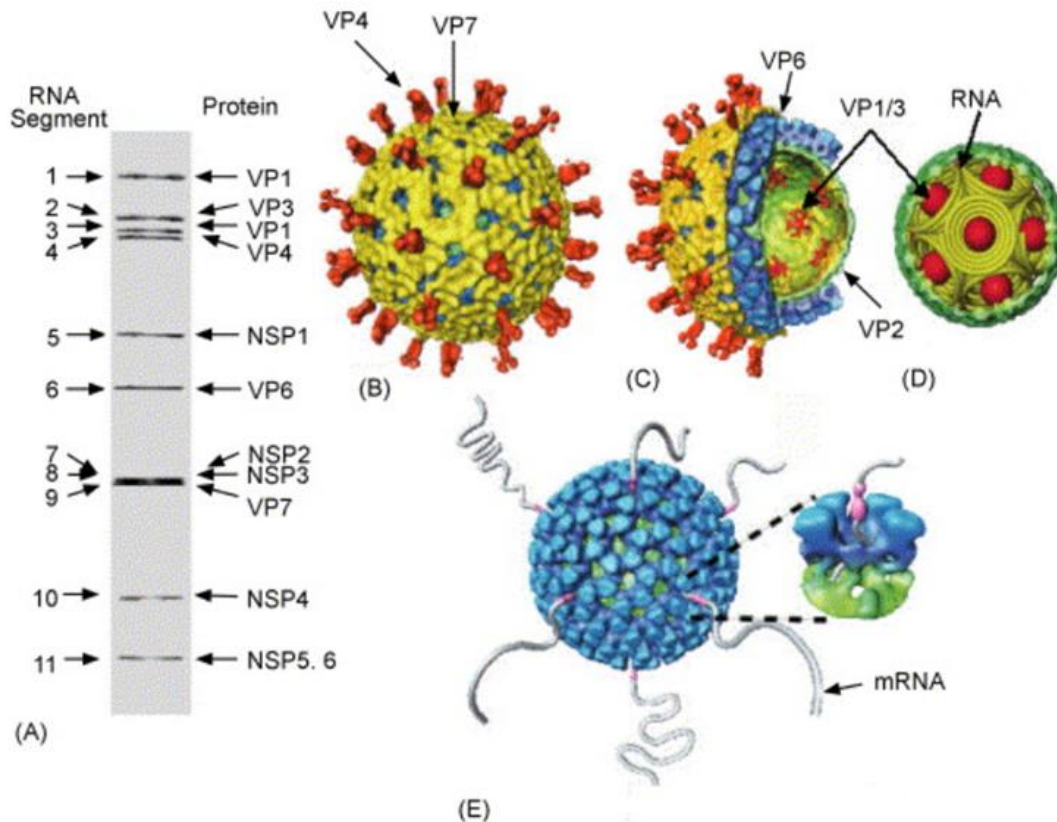 RNA
Segment
Protein
1
VP1
2
VP3
3
VP1
4
VP4
5
NSP1
6
VP6
7
NSP2
8
NSP3
9
VP7
10
NSP4
11
NSP5. 6
(A)
VP4
VP7
(B)
VP6
VP1/3
RNA
VP2
(C)
(D)
mRNA
(E)